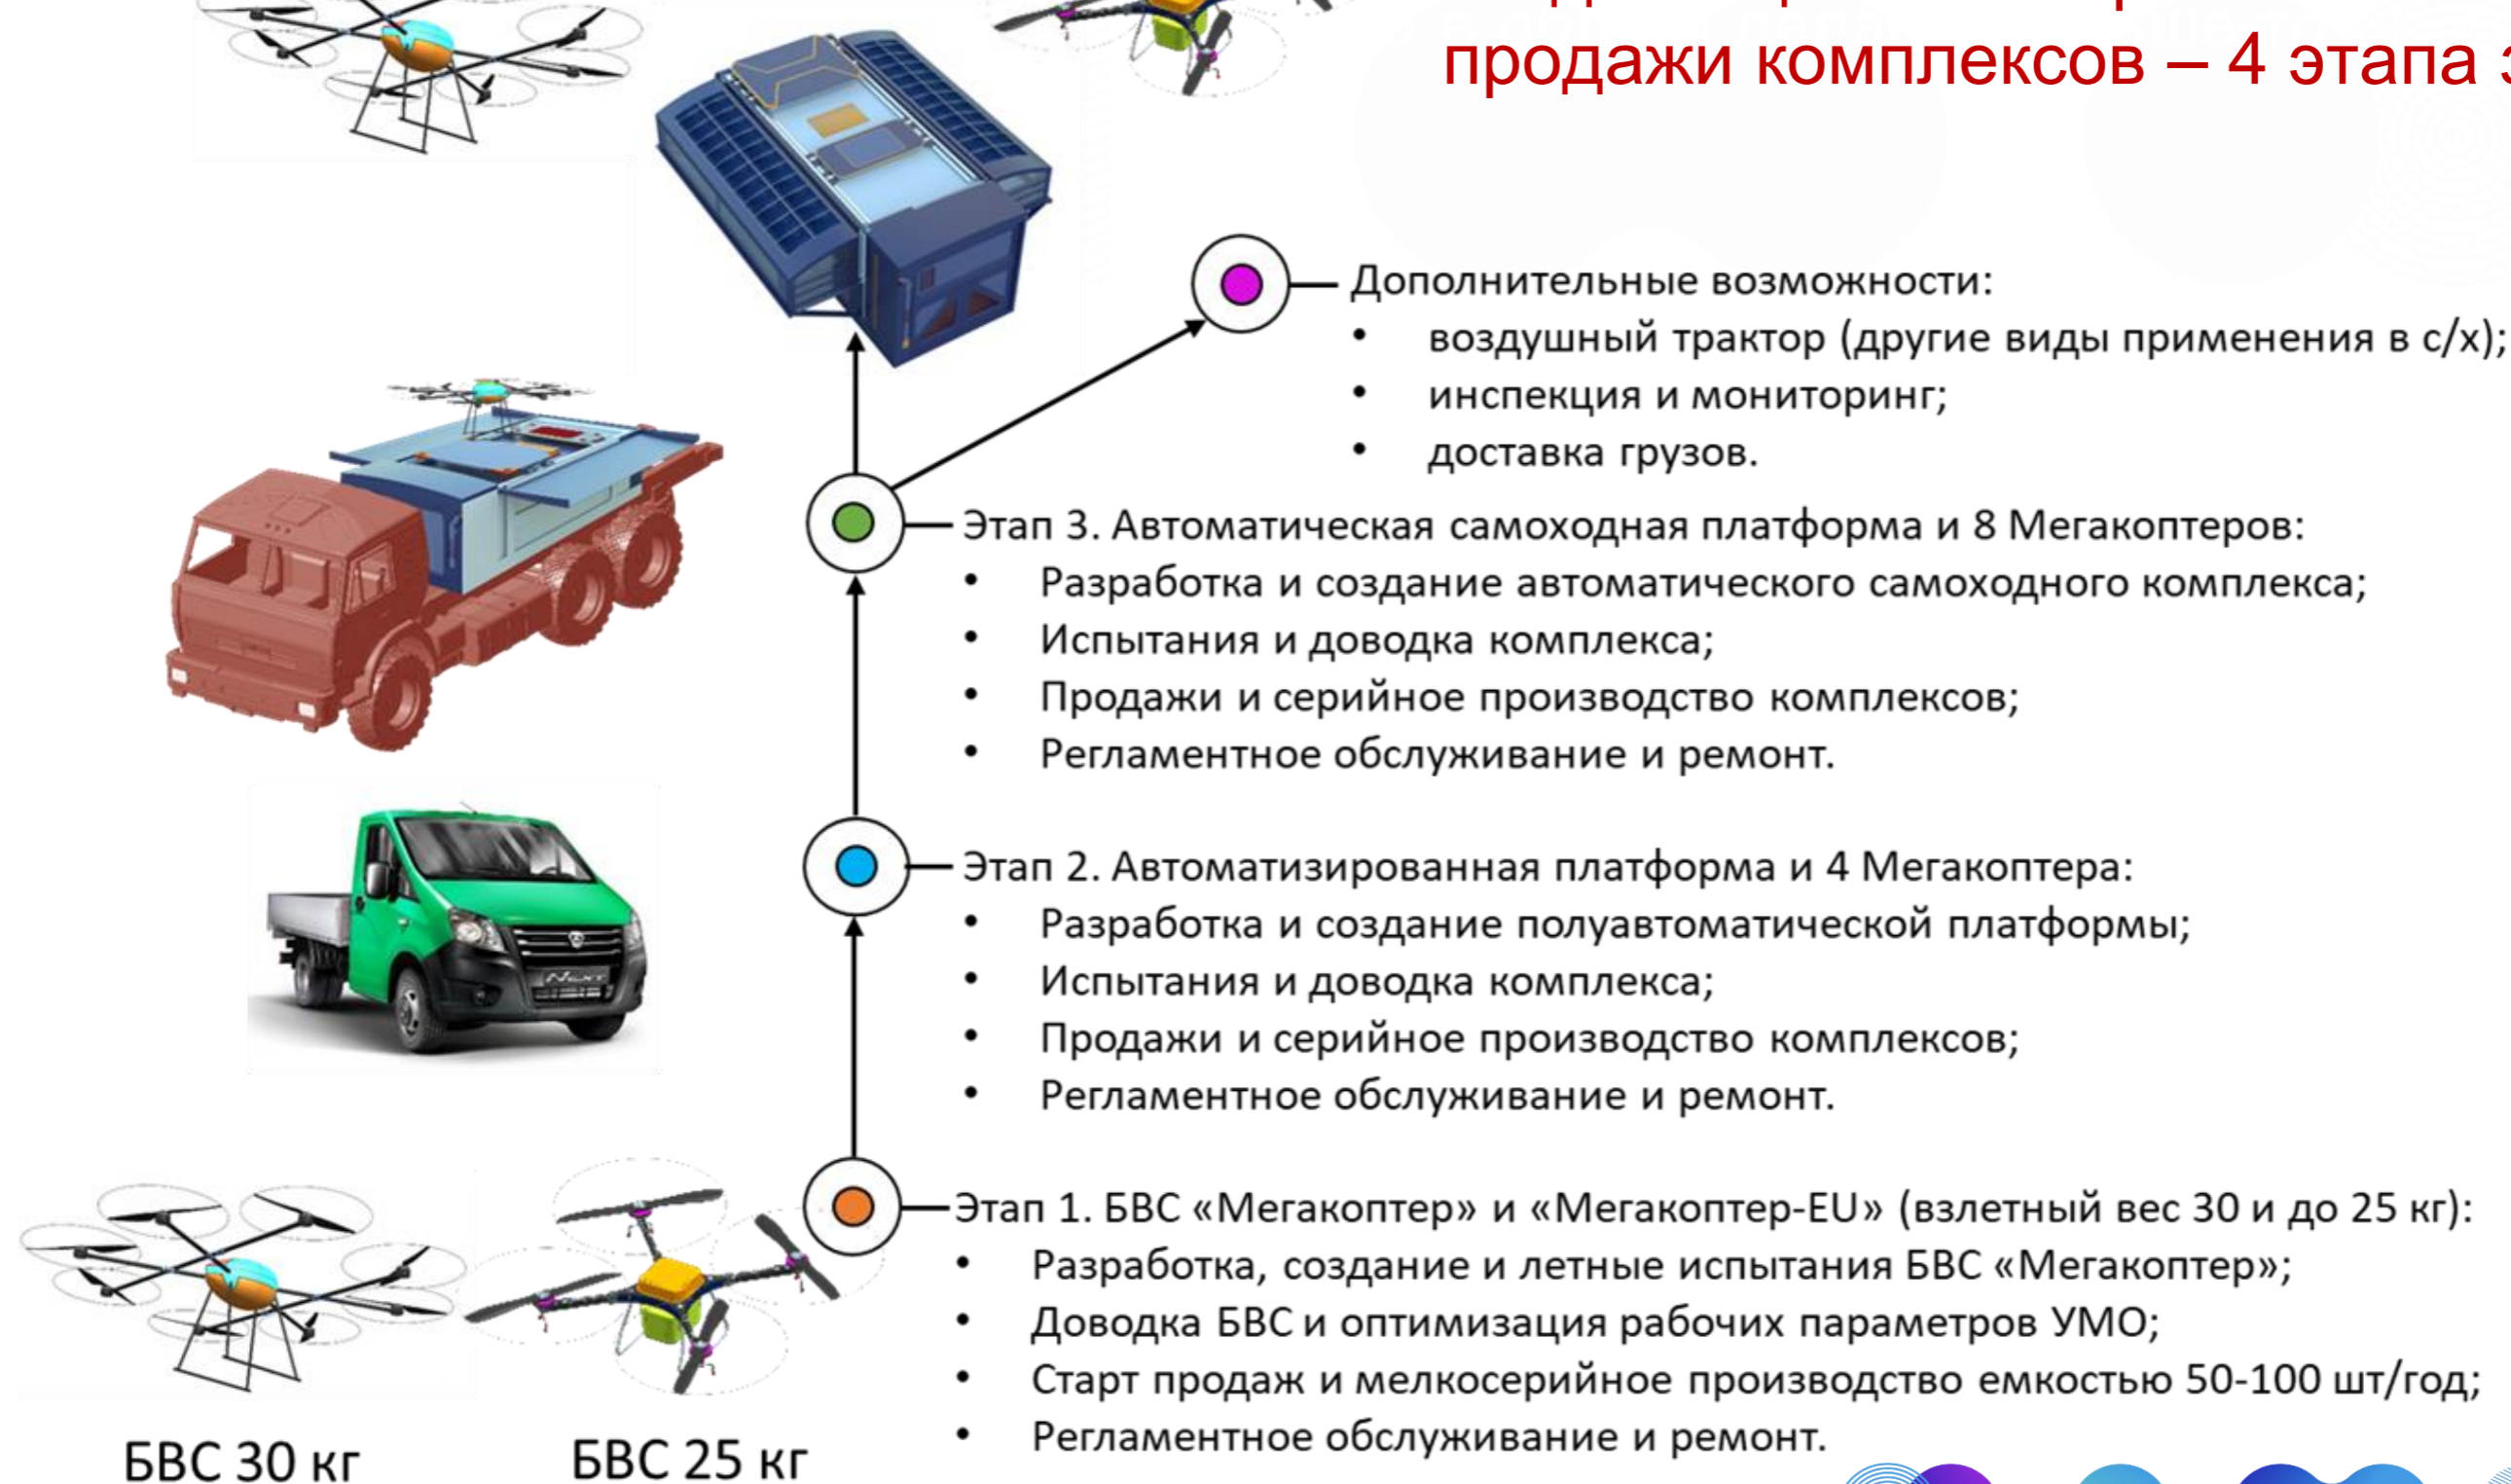 продажи комплексов – 4 этапа
Дополнительные возможности:
• воздушный трактор (другие виды применения в с/х);
• инспекция и мониторинг;
• доставка грузов.
Этап 3. Автоматическая самоходная платформа и 8 Мегакоптеров:
• Разработка и создание автоматического самоходного комплекса;
• Испытания и доводка комплекса;
• Продажи и серийное производство комплексов;
• Регламентное обслуживание и ремонт.
Этап 2. Автоматизированная платформа и 4 Мегакоптера:
• Разработка и создание полуавтоматической платформы;
• Испытания и доводка комплекса;
• Продажи и серийное производство комплексов;
• Регламентное обслуживание и ремонт.
NEXT
Этап 1. БВС «Мегакоптер» и «Мегакоптер-EU» (взлетный вес 30 и до 25 кг):
• Разработка, создание и летные испытания БВС «Мегакоптер»;
• Доводка БВС и оптимизация рабочих параметров УМО;
• Старт продаж и мелкосерийное производство емкостью 50-100 шт/год;
• Регламентное обслуживание и ремонт.
БВС 30 кг
БВС 25 кг